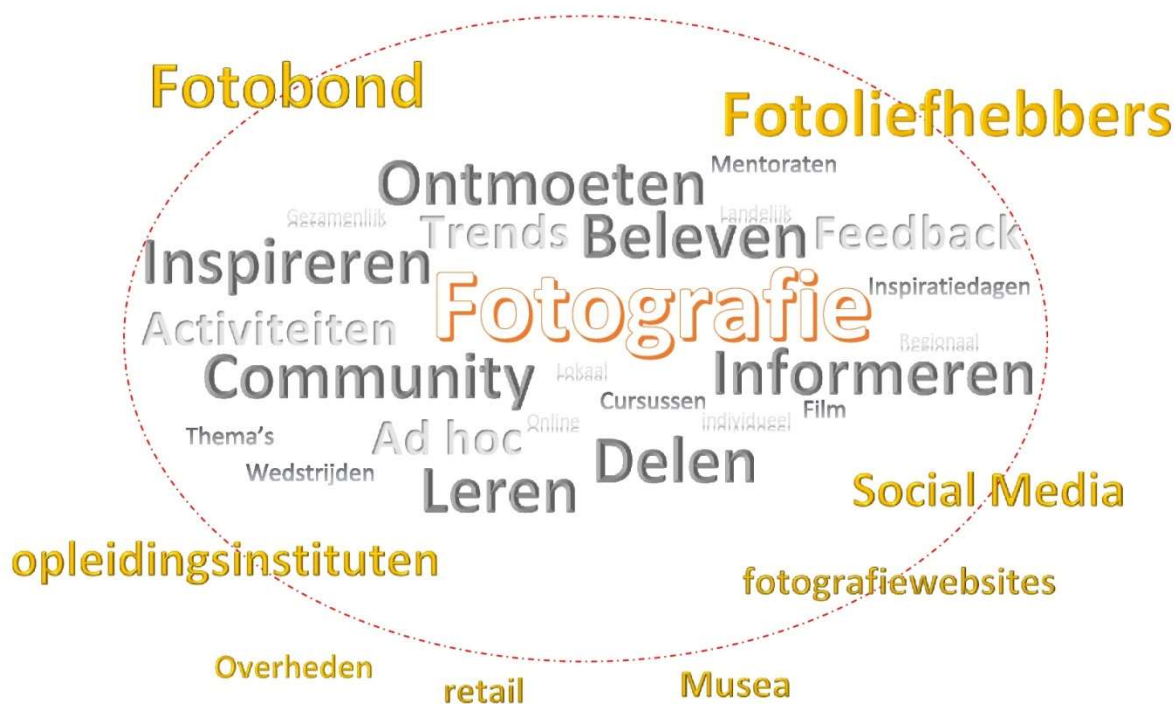 Fotobond
Fotoliefhebbers
Mentoraten
Ontmoeten
Gezamenlijk
Landelijk
Trends
Beleven
Feedback
Inspireren
Inspiratiedagen
Fotografie
Activiteiten
Regionaal
Community
Lokaal
Informeren
Cursussen
Film
Online
individueel
Thema's
Ad hoc
Delen
Wedstrijden
Leren
Social Media
opleidingsinstituten
fotografiewebsites
Overheden
retail
Musea